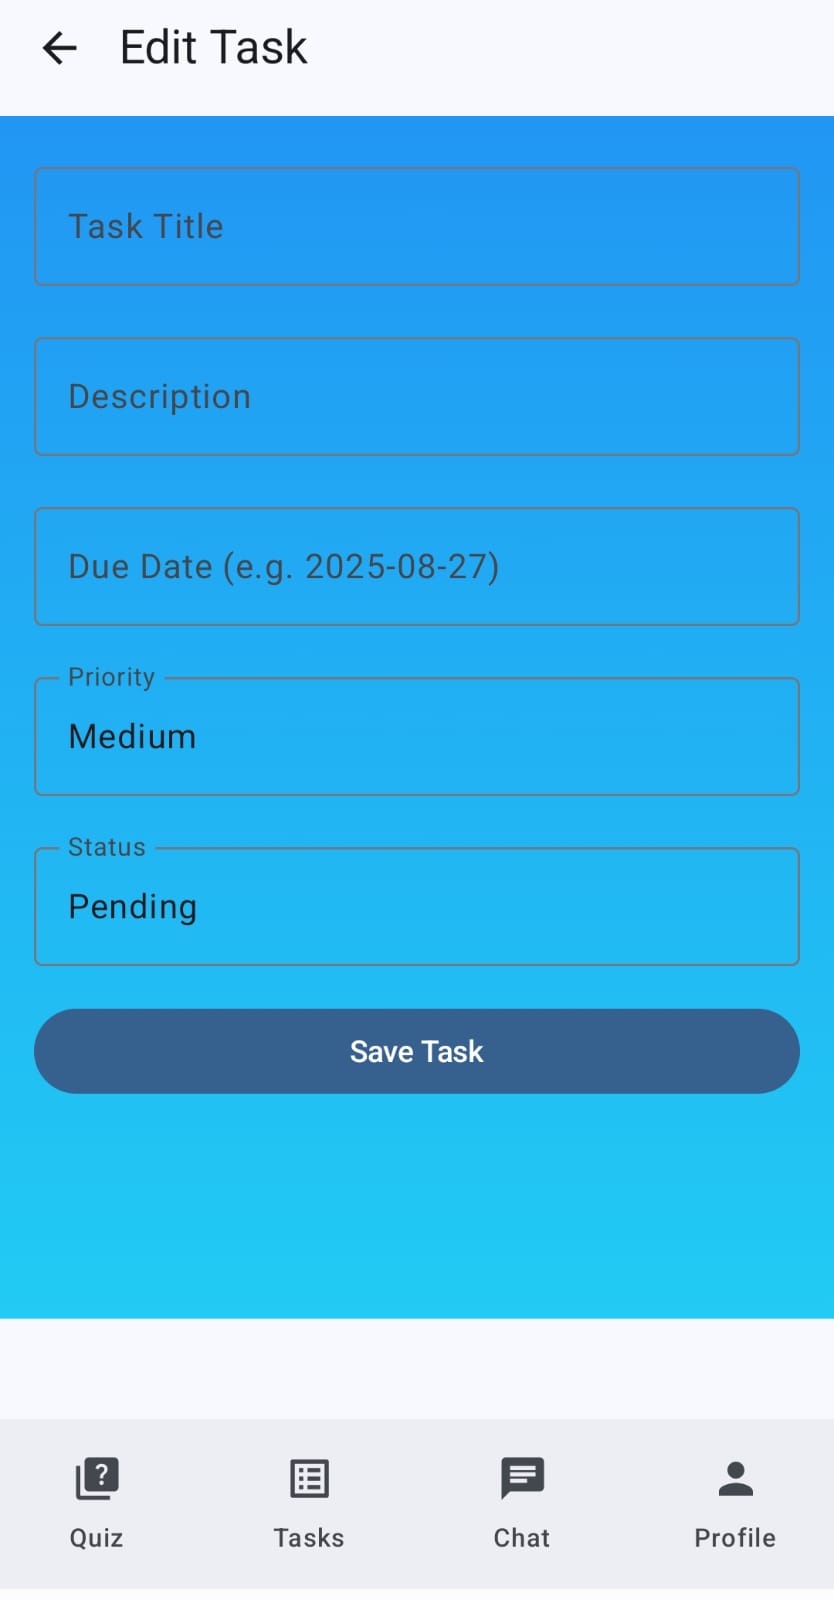 Edit Task
Task Title
Description
Due Date (e.g. 2025-08-27)
Priority
Medium
Status
Pending
Save Task
?
Quiz
Tasks
Chat
Profile